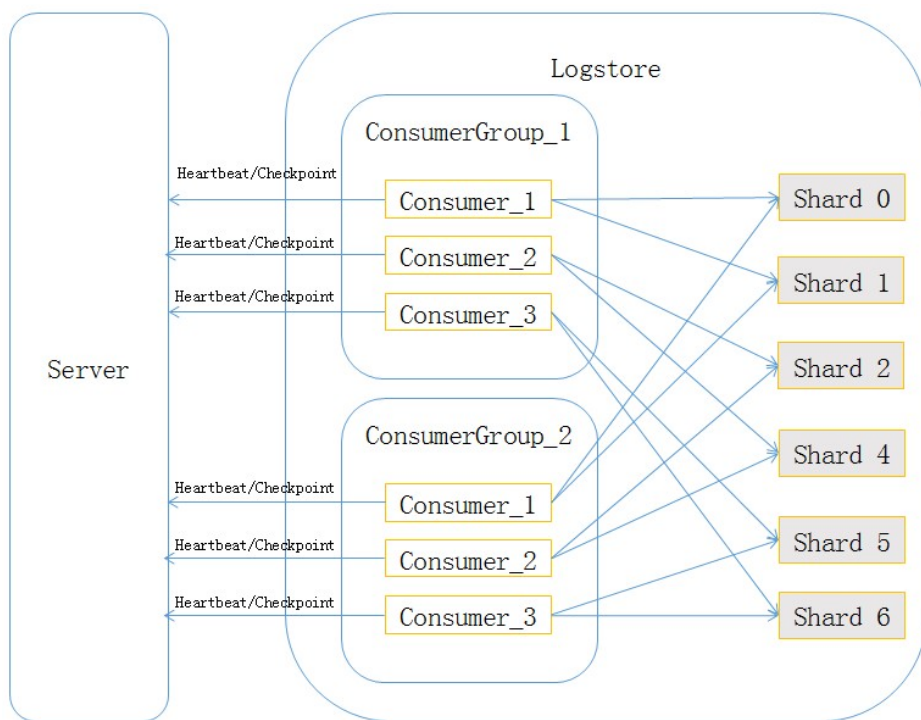 Logstore
ConsumerGroup_1
Heartbeat/Checkpoint
Consumer_1
Shard 0
Heartbeat/Checkpoint
Consumer_2
Shard 1
Heartbeat/Checkpoint
Consumer_3
Server
Shard 2
ConsumerGroup_2
Shard 4
Heartbeat/Checkpoint
Consumer_1
Heartbeat/Checkpoint
Consumer_2
Shard 5
Heartbeat/Checkpoint
Consumer_3
Shard 6